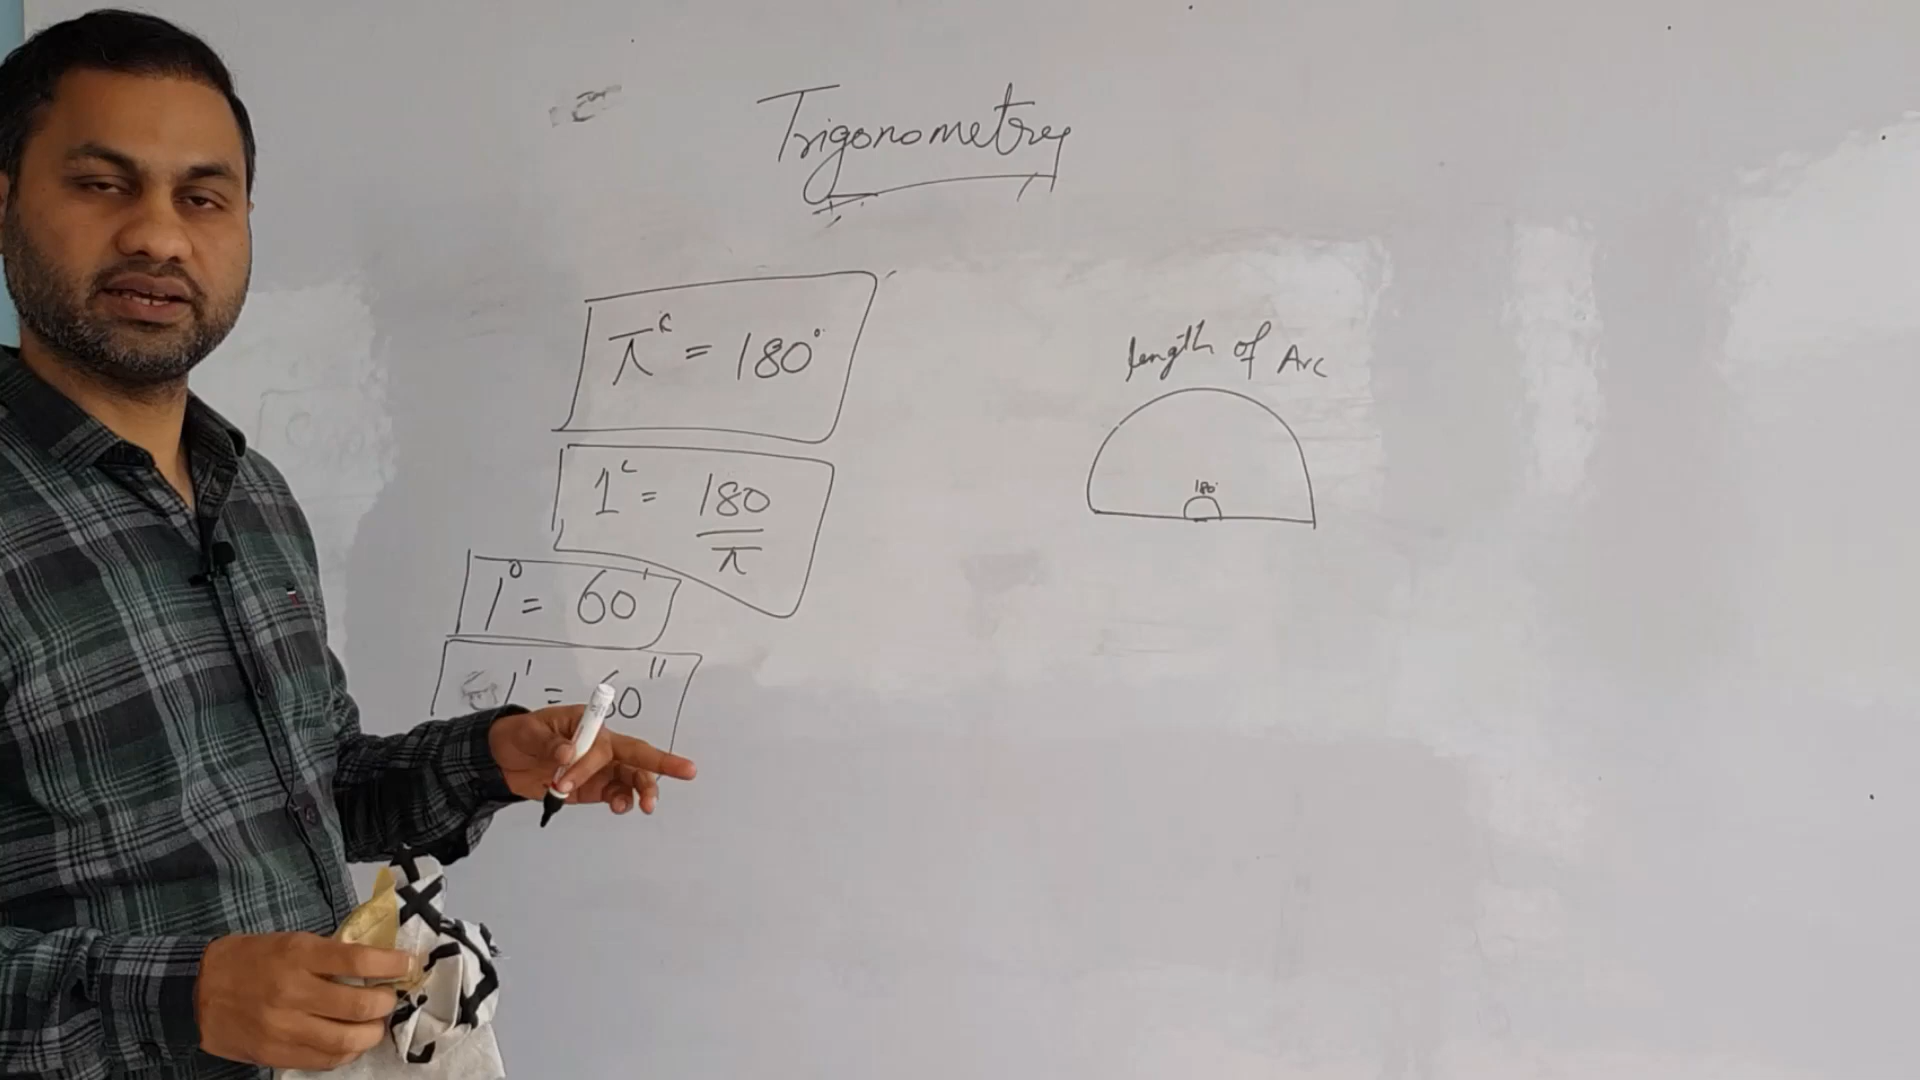 Trigonometry
π^c = 180°
1^c = 180/π
1° = 60'
1' = 60"
length of Arc
180°